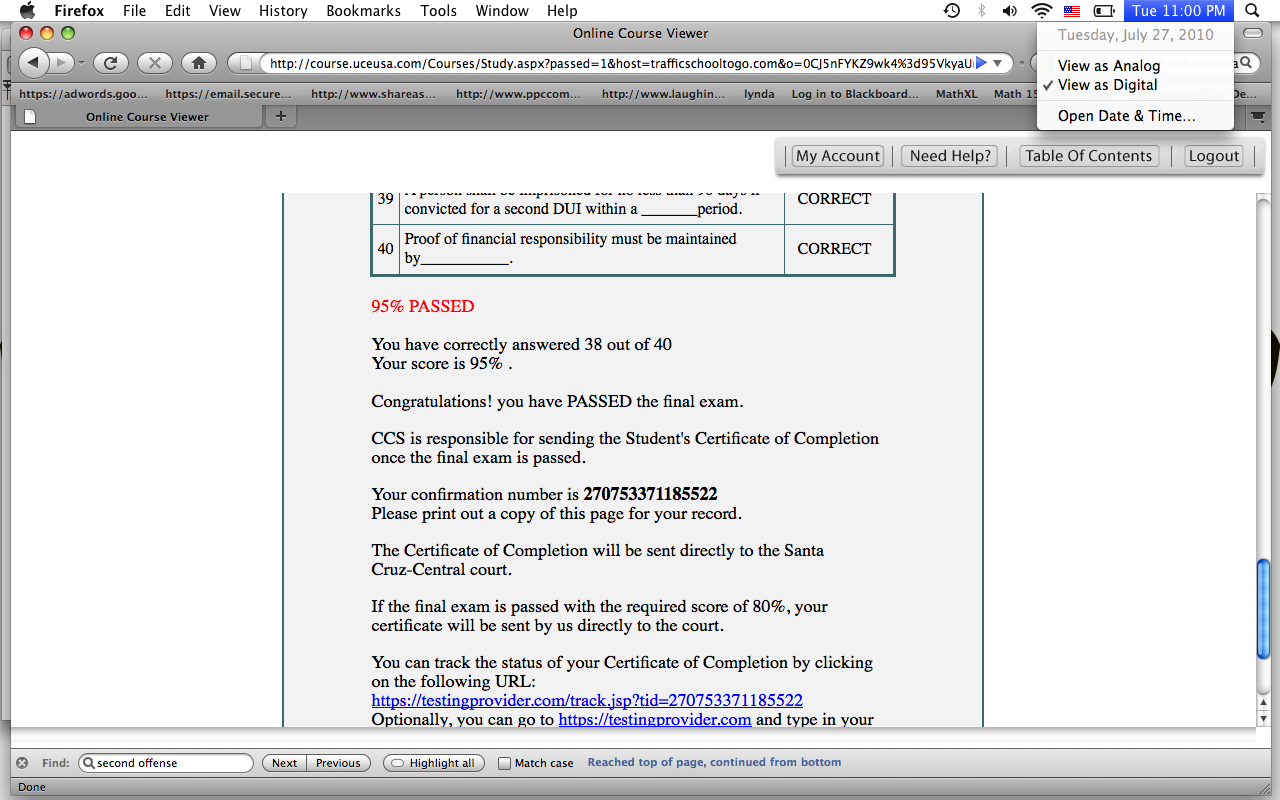 Firefox File Edit View History Bookmarks Tools Window Help Tue 11:00 PM
Online Course Viewer
Tuesday, July 27, 2010
View as Analog
✓ View as Digital
Open Date & Time...
http://course.uceusa.com/Courses/Study.aspx?passed=1&host=trafficschooltogo.com&o=0CJ5nFYKZ9wk4%3d95VkyaU
https://adwords.goo... https://email.secure... http://www.shareas... http://www.ppccom... http://www.laughin... lynda Log in to Blackboard... MathXL Math 15 De...
Online Course Viewer +
My Account | Need Help? | Table Of Contents | Logout
39 A person shall be imprisoned for no less than 90 days if
convicted for a second DUI within a _______period. CORRECT
40 Proof of financial responsibility must be maintained
by___________. CORRECT
95% PASSED
You have correctly answered 38 out of 40
Your score is 95% .
Congratulations! you have PASSED the final exam.
CCS is responsible for sending the Student's Certificate of Completion
once the final exam is passed.
Your confirmation number is 270753371185522
Please print out a copy of this page for your record.
The Certificate of Completion will be sent directly to the Santa
Cruz-Central court.
If the final exam is passed with the required score of 80%, your
certificate will be sent by us directly to the court.
You can track the status of your Certificate of Completion by clicking
on the following URL:
https://testingprovider.com/track.jsp?tid=270753371185522
Optionally, you can go to https://testingprovider.com and type in your
Find: second offense Next Previous Highlight all Match case Reached top of page, continued from bottom
Done